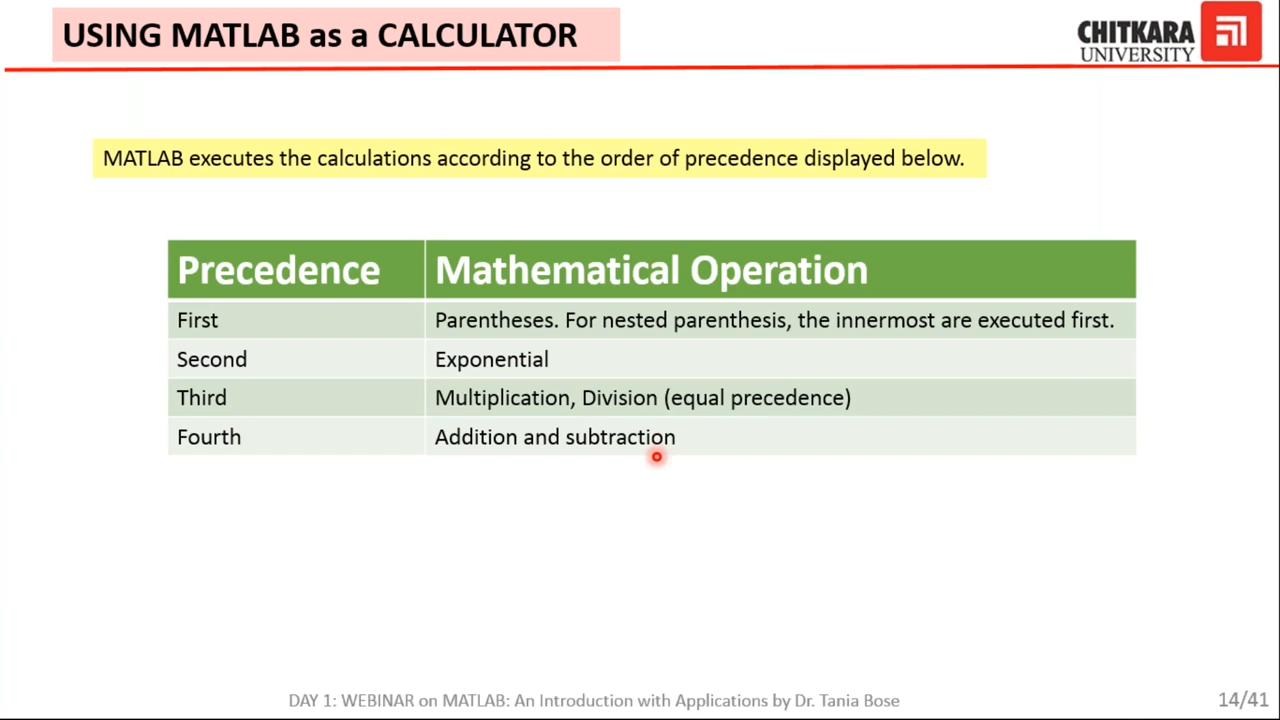 USING MATLAB as a CALCULATOR
CHITKARA
UNIVERSITY
MATLAB executes the calculations according to the order of precedence displayed below.
Precedence Mathematical Operation
First Parentheses. For nested parenthesis, the innermost are executed first.
Second Exponential
Third Multiplication, Division (equal precedence)
Fourth Addition and subtraction
DAY 1: WEBINAR on MATLAB: An Introduction with Applications by Dr. Tania Bose
14/41